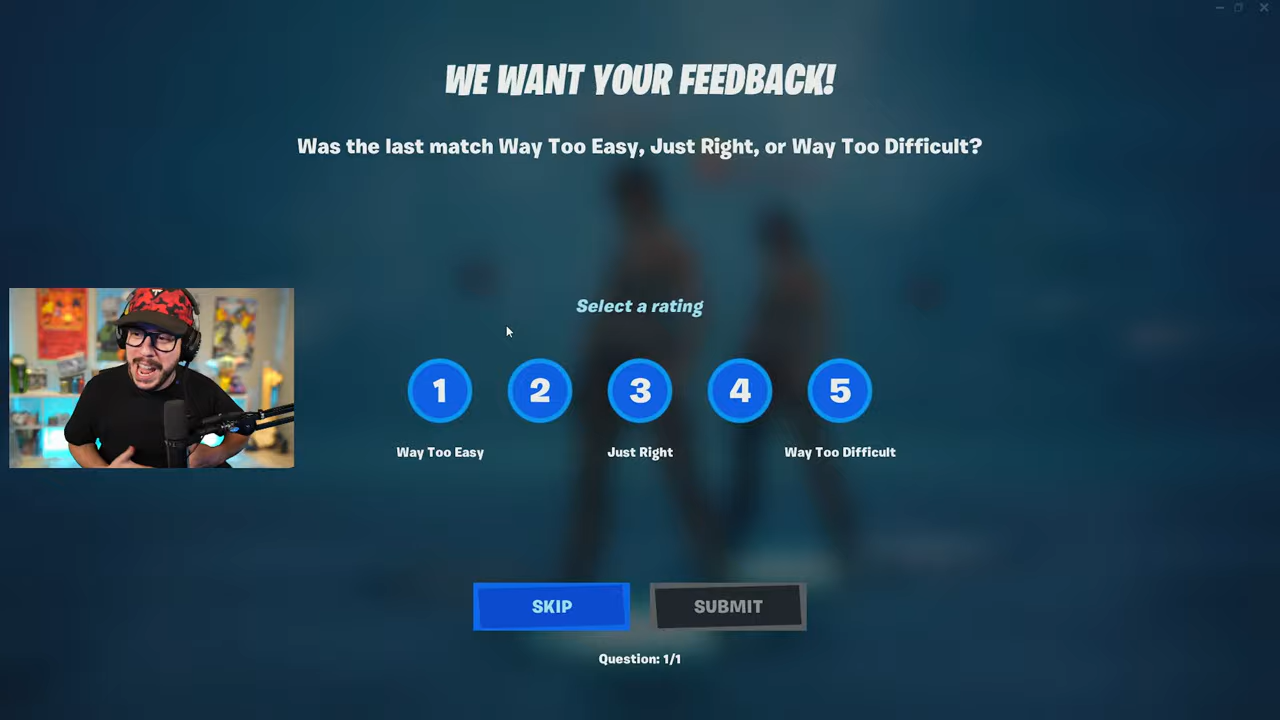 WE WANT YOUR FEEDBACK!
Was the last match Way Too Easy, Just Right, or Way Too Difficult?
Select a rating
1 2 3 4 5
Way Too Easy Just Right Way Too Difficult
SKIP SUBMIT
Question: 1/1